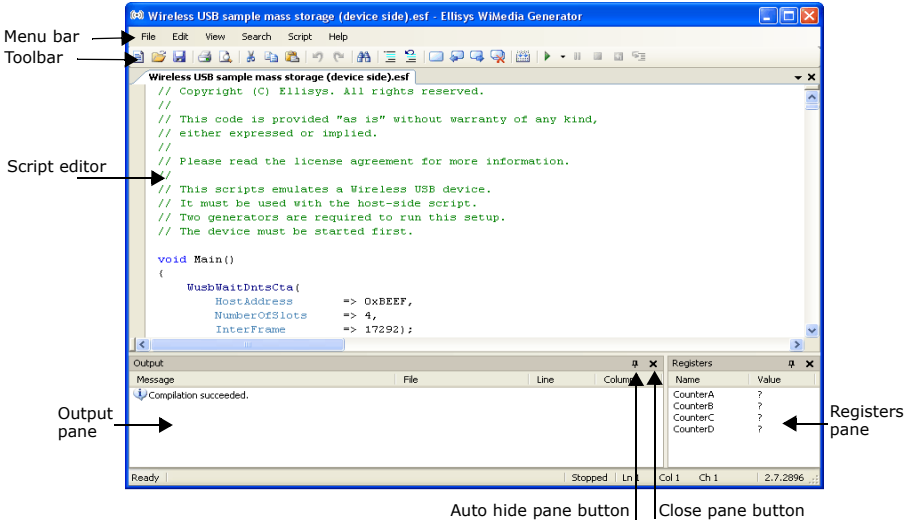 Wireless USB sample mass storage (device side).esf - Ellisys WiMedia Generator
Menu bar
File Edit View Search Script Help
Toolbar
Wireless USB sample mass storage (device side).esf
// Copyright (C) Ellisys. All rights reserved.
//
// This code is provided "as is" without warranty of any kind,
// either expressed or implied.
//
// Please read the license agreement for more information.
Script editor
//
// This scripts emulates a Wireless USB device.
// It must be used with the host-side script.
// Two generators are required to run this setup.
// The device must be started first.
void Main()
{
WusbWaitDntsCta(
HostAddress => 0xBEEF,
NumberOfSlots => 4,
InterFrame => 17292);
Output
Registers
Message File Line Column
Name Value
Compilation succeeded.
CounterA ?
CounterB ?
CounterC ?
CounterD ?
Output
pane
Registers
pane
Ready Stopped Ln 1 Col 1 Ch 1 2.7.2896
Auto hide pane button
Close pane button